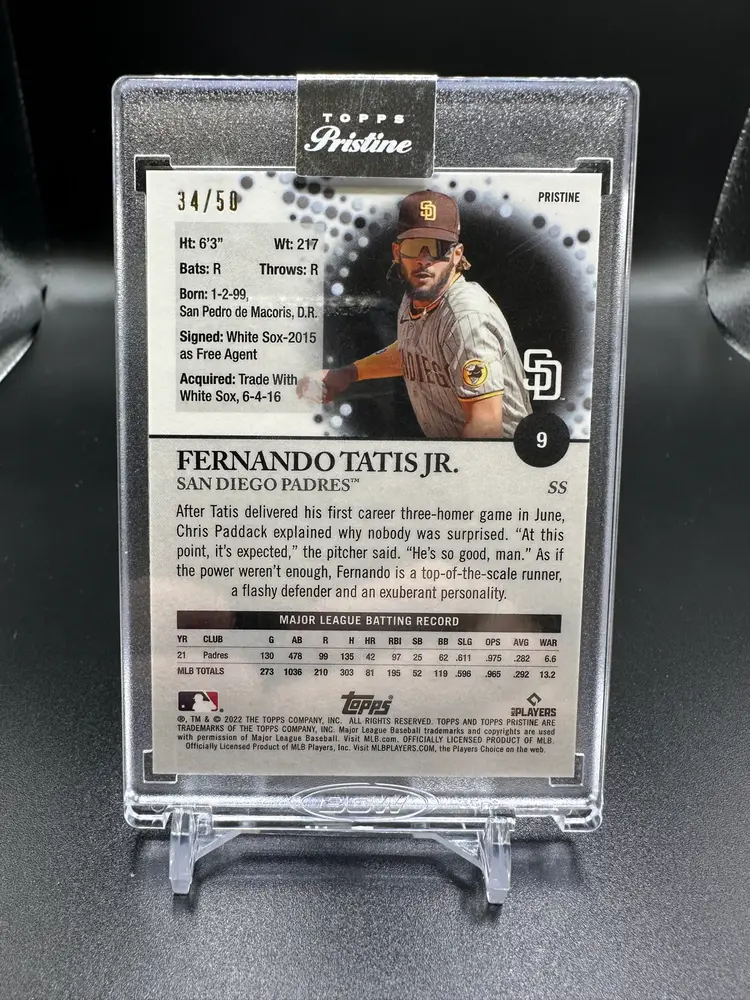 TOPPS
Pristine
34/50
PRISTINE
SD
Ht: 6'3" Wt: 217
Bats: R Throws: R
Born: 1-2-99,
San Pedro de Macoris, D.R.
Signed: White Sox-2015
as Free Agent
Acquired: Trade With
White Sox, 6-4-16
SD
9
FERNANDO TATIS JR.
SAN DIEGO PADRES™ SS
After Tatis delivered his first career three-homer game in June,
Chris Paddack explained why nobody was surprised. “At this
point, it's expected,” the pitcher said. “He's so good, man.” As if
the power weren't enough, Fernando is a top-of-the-scale runner,
a flashy defender and an exuberant personality.
MAJOR LEAGUE BATTING RECORD
YR CLUB G AB R H HR RBI SB BB SLG OPS AVG WAR
21 Padres 130 478 99 135 42 97 25 62 .611 .975 .282 6.6
MLB TOTALS 273 1036 210 303 81 195 52 119 .596 .965 .292 13.2
topps PLAYERS
®, TM & © 2022 THE TOPPS COMPANY, INC. ALL RIGHTS RESERVED. TOPPS AND TOPPS PRISTINE ARE
TRADEMARKS OF THE TOPPS COMPANY, INC. Major League Baseball trademarks and copyrights are used
with permission of Major League Baseball. Visit MLB.com. OFFICIALLY LICENSED PRODUCT OF MLB.
Officially Licensed Product of MLB Players, Inc. Visit MLBPLAYERS.COM, the Players Choice on the web.
BCW